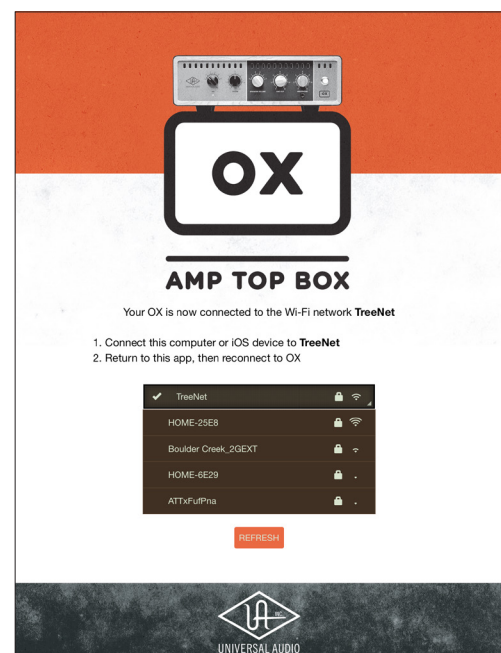 OX
AMP TOP BOX
Your OX is now connected to the Wi-Fi network TreeNet
1. Connect this computer or iOS device to TreeNet
2. Return to this app, then reconnect to OX
TreeNet
HOME-25E8
Boulder Creek_2GEXT
HOME-6E29
ATTxFufPna
REFRESH
UA INC.
UNIVERSAL AUDIO